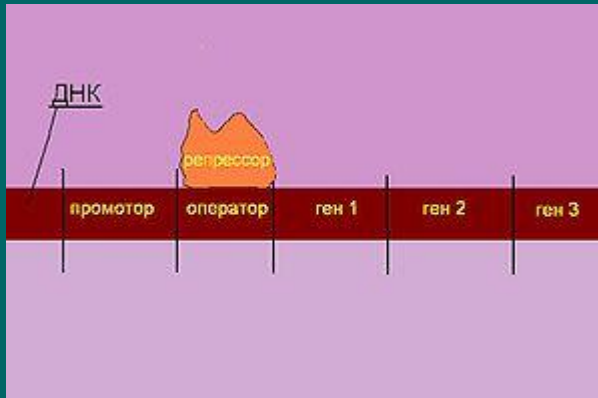 ДНК
репрессор
промотор оператор ген 1 ген 2 ген 3